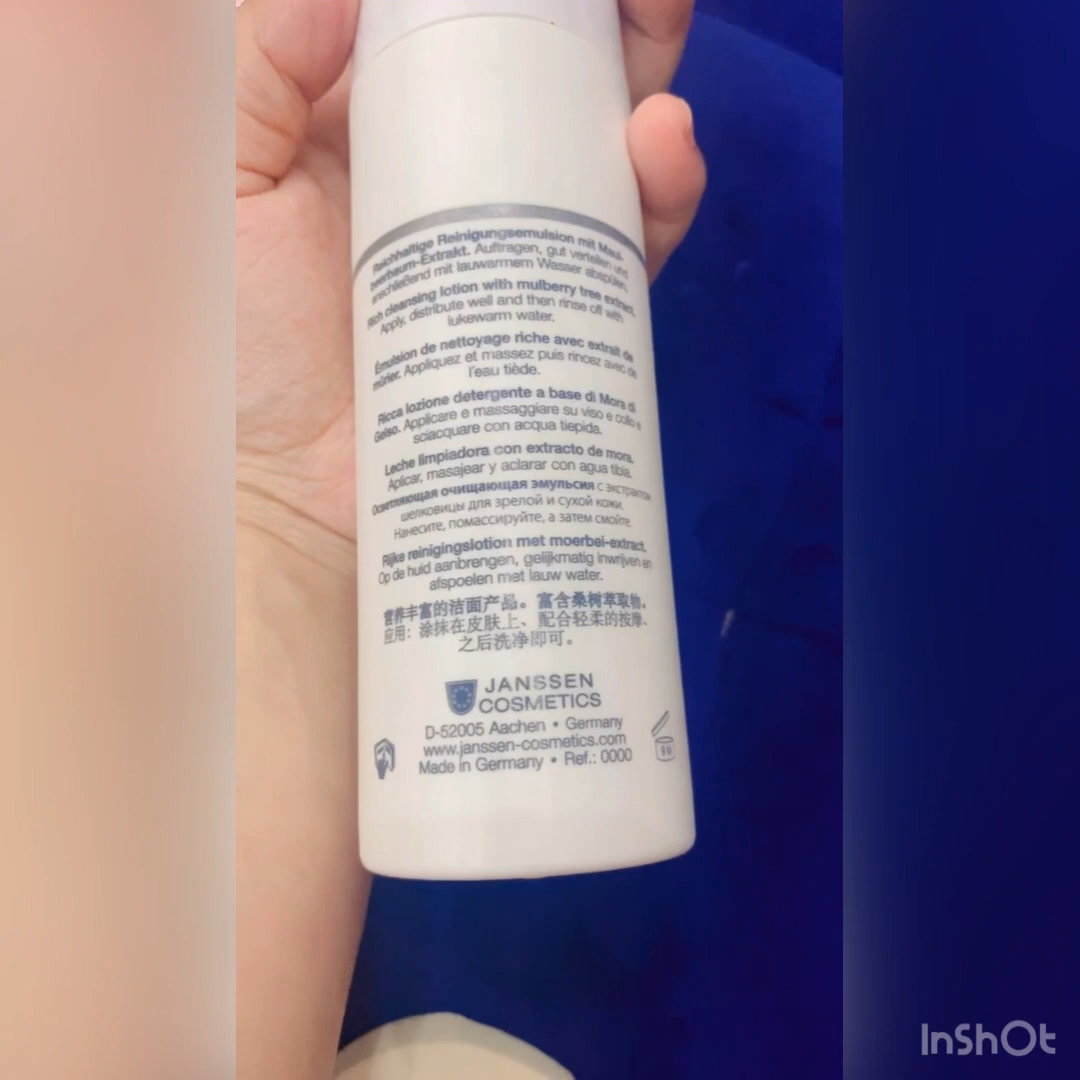 Reichhaltige Reinigungsemulsion mit Maul-
beerbaum-Extrakt. Auftragen, gut verteilen und
anschließend mit lauwarmem Wasser abspülen.
Rich cleansing lotion with mulberry tree extract.
Apply, distribute well and then rinse off with
lukewarm water.
Émulsion de nettoyage riche avec extrait de
mûrier. Appliquez et massez puis rincez avec de
l'eau tiède.
Ricca lozione detergente a base di Mora di
Gelso. Applicare e massaggiare su viso e collo e
sciacquare con acqua tiepida.
Leche limpiadora con extracto de mora.
Aplicar, masajear y aclarar con agua tibia.
Осветляющая очищающая эмульсия с экстрактом
шелковицы для зрелой и сухой кожи.
Нанесите, помассируйте, а затем смойте.
Rijke reinigingslotion met moerbei-extract.
Op de huid aanbrengen, gelijkmatig inwrijven en
afspoelen met lauw water.
营养丰富的洁面产品。富含桑树萃取物。
应用：涂抹在皮肤上、配合轻柔的按摩、
之后洗净即可。
JANSSEN
COSMETICS
D-52005 Aachen • Germany
www.janssen-cosmetics.com
Made in Germany • Ref.: 0000
9 M
InShOt